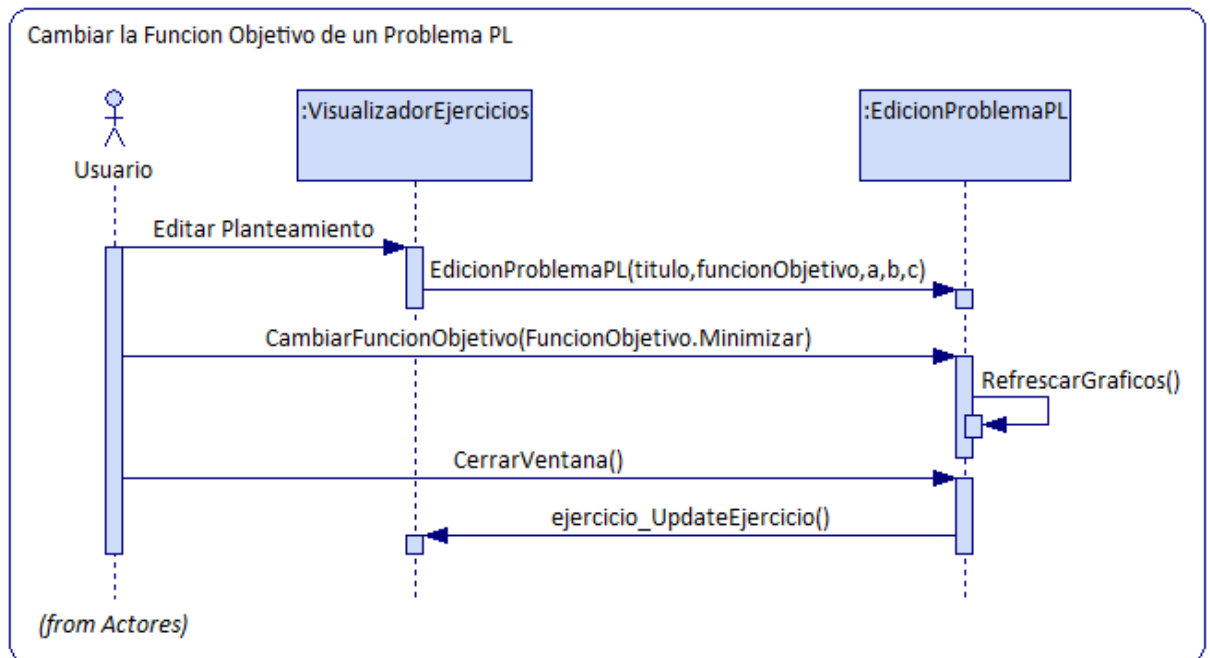 Cambiar la Funcion Objetivo de un Problema PL
:VisualizadorEjercicios
:EdicionProblemaPL
Usuario
Editar Planteamiento
EdicionProblemaPL(titulo,funcionObjetivo,a,b,c)
CambiarFuncionObjetivo(FuncionObjetivo.Minimizar)
RefrescarGraficos()
CerrarVentana()
ejercicio_UpdateEjercicio()
(from Actores)